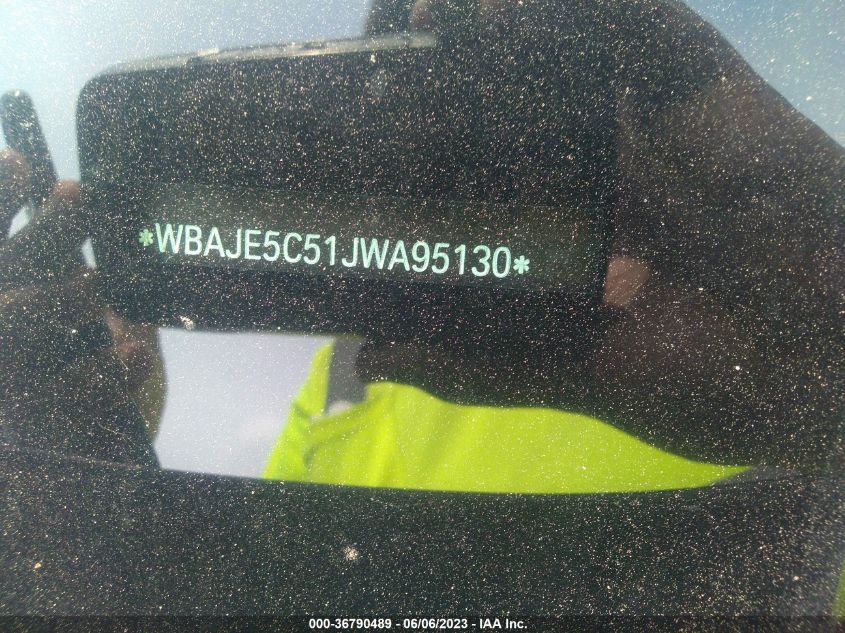 *WBAJE5C51JWA95130*
000-36790489 - 06/06/2023 - IAA Inc.